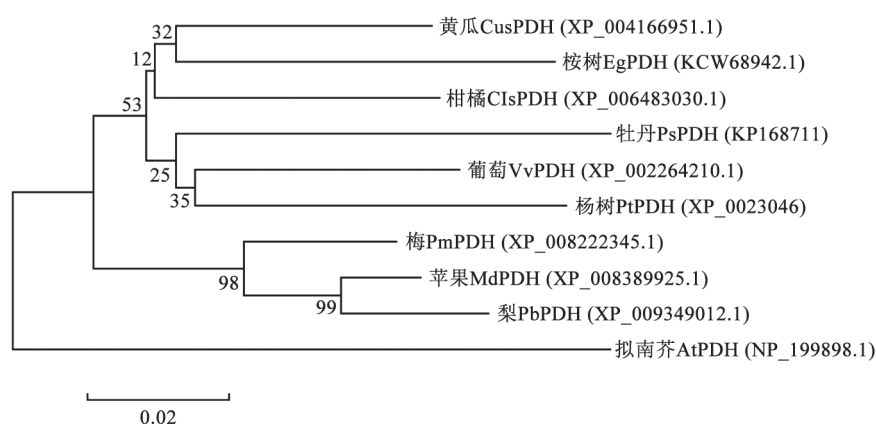 32
黄瓜CusPDH (XP_004166951.1)
12
桉树EgPDH (KCW68942.1)
柑橘CIsPDH (XP_006483030.1)
53
牡丹PsPDH (KP168711)
25
葡萄VvPDH (XP_002264210.1)
35
杨树PtPDH (XP_0023046)
梅PmPDH (XP_008222345.1)
98
苹果MdPDH (XP_008389925.1)
99
梨PbPDH (XP_009349012.1)
拟南芥AtPDH (NP_199898.1)
0.02